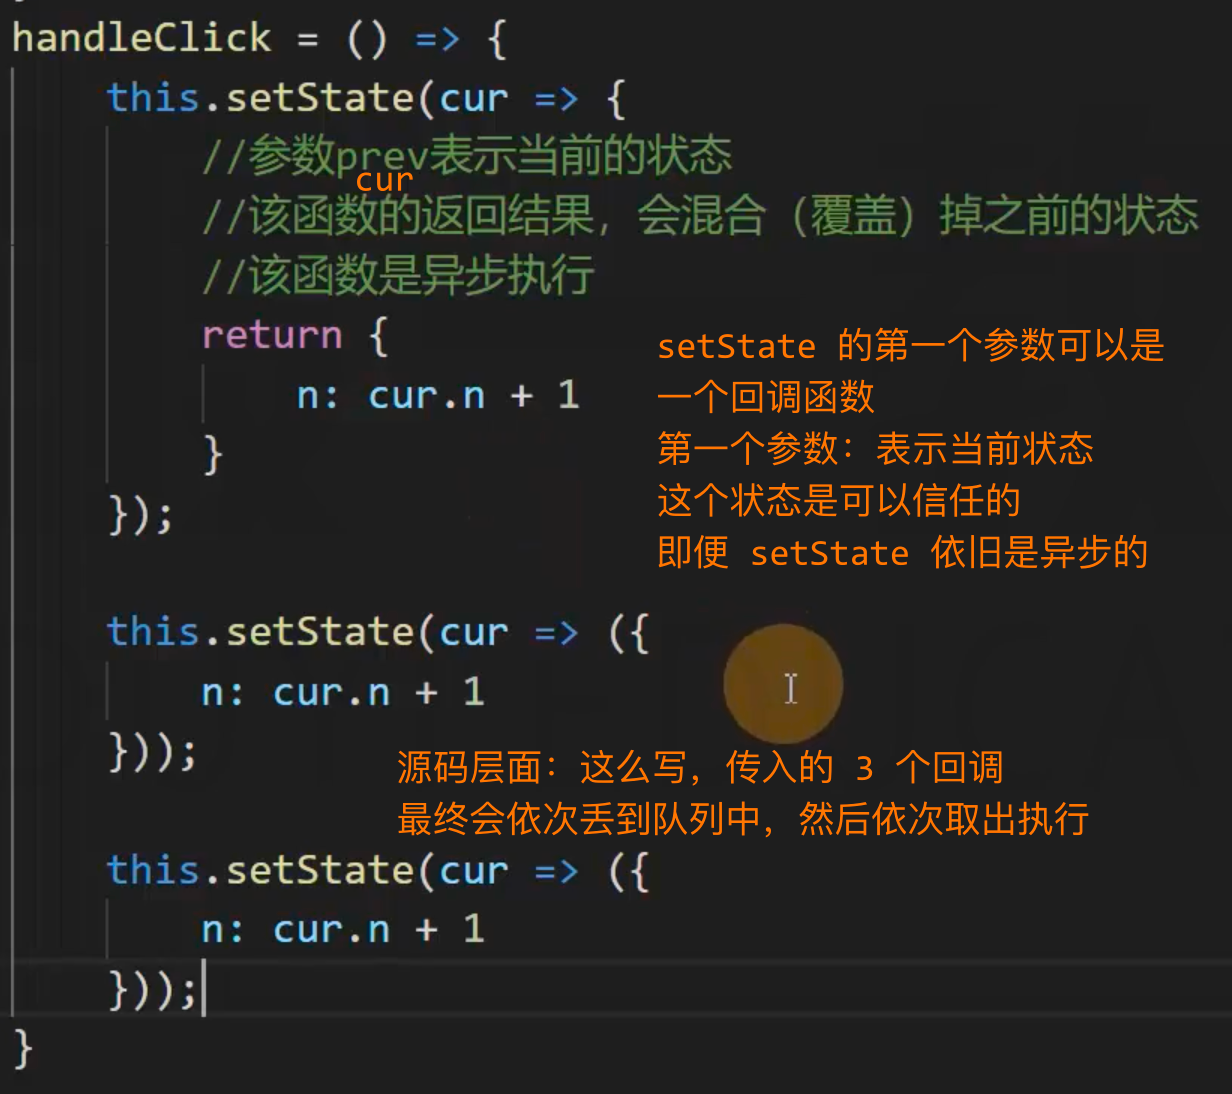 handleClick = () => {
this.setState(cur => {
//参数prev表示当前的状态
cur
//该函数的返回结果，会混合（覆盖）掉之前的状态
//该函数是异步执行
return {
n: cur.n + 1
}
});
setState 的第一个参数可以是
一个回调函数
第一个参数：表示当前状态
这个状态是可以信任的
即便 setState 依旧是异步的
this.setState(cur => ({
n: cur.n + 1
}));
源码层面：这么写，传入的 3 个回调
最终会依次丢到队列中，然后依次取出执行
this.setState(cur => ({
n: cur.n + 1
}));
}